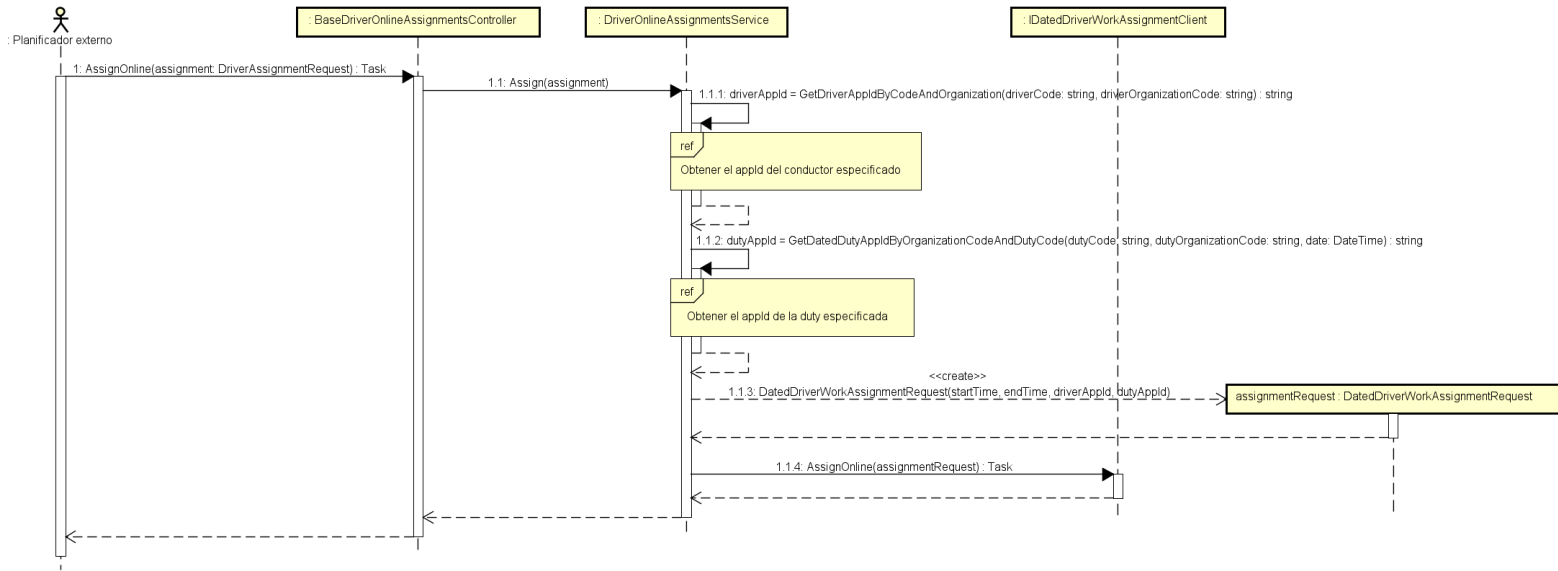 : BaseDriverOnlineAssignmentsController
: DriverOnlineAssignmentsService
: IDatedDriverWorkAssignmentClient
: Planificador externo
1: AssignOnline(assignment: DriverAssignmentRequest) : Task
1.1: Assign(assignment)
1.1.1: driverAppId = GetDriverAppIdByCodeAndOrganization(driverCode: string, driverOrganizationCode: string) : string
ref
Obtener el appId del conductor especificado
1.1.2: dutyAppId = GetDatedDutyAppIdByOrganizationCodeAndDutyCode(dutyCode: string, dutyOrganizationCode: string, date: DateTime) : string
ref
Obtener el appId de la duty especificada
<<create>>
1.1.3: DatedDriverWorkAssignmentRequest(startTime, endTime, driverAppId, dutyAppId)
assignmentRequest : DatedDriverWorkAssignmentRequest
1.1.4: AssignOnline(assignmentRequest) : Task